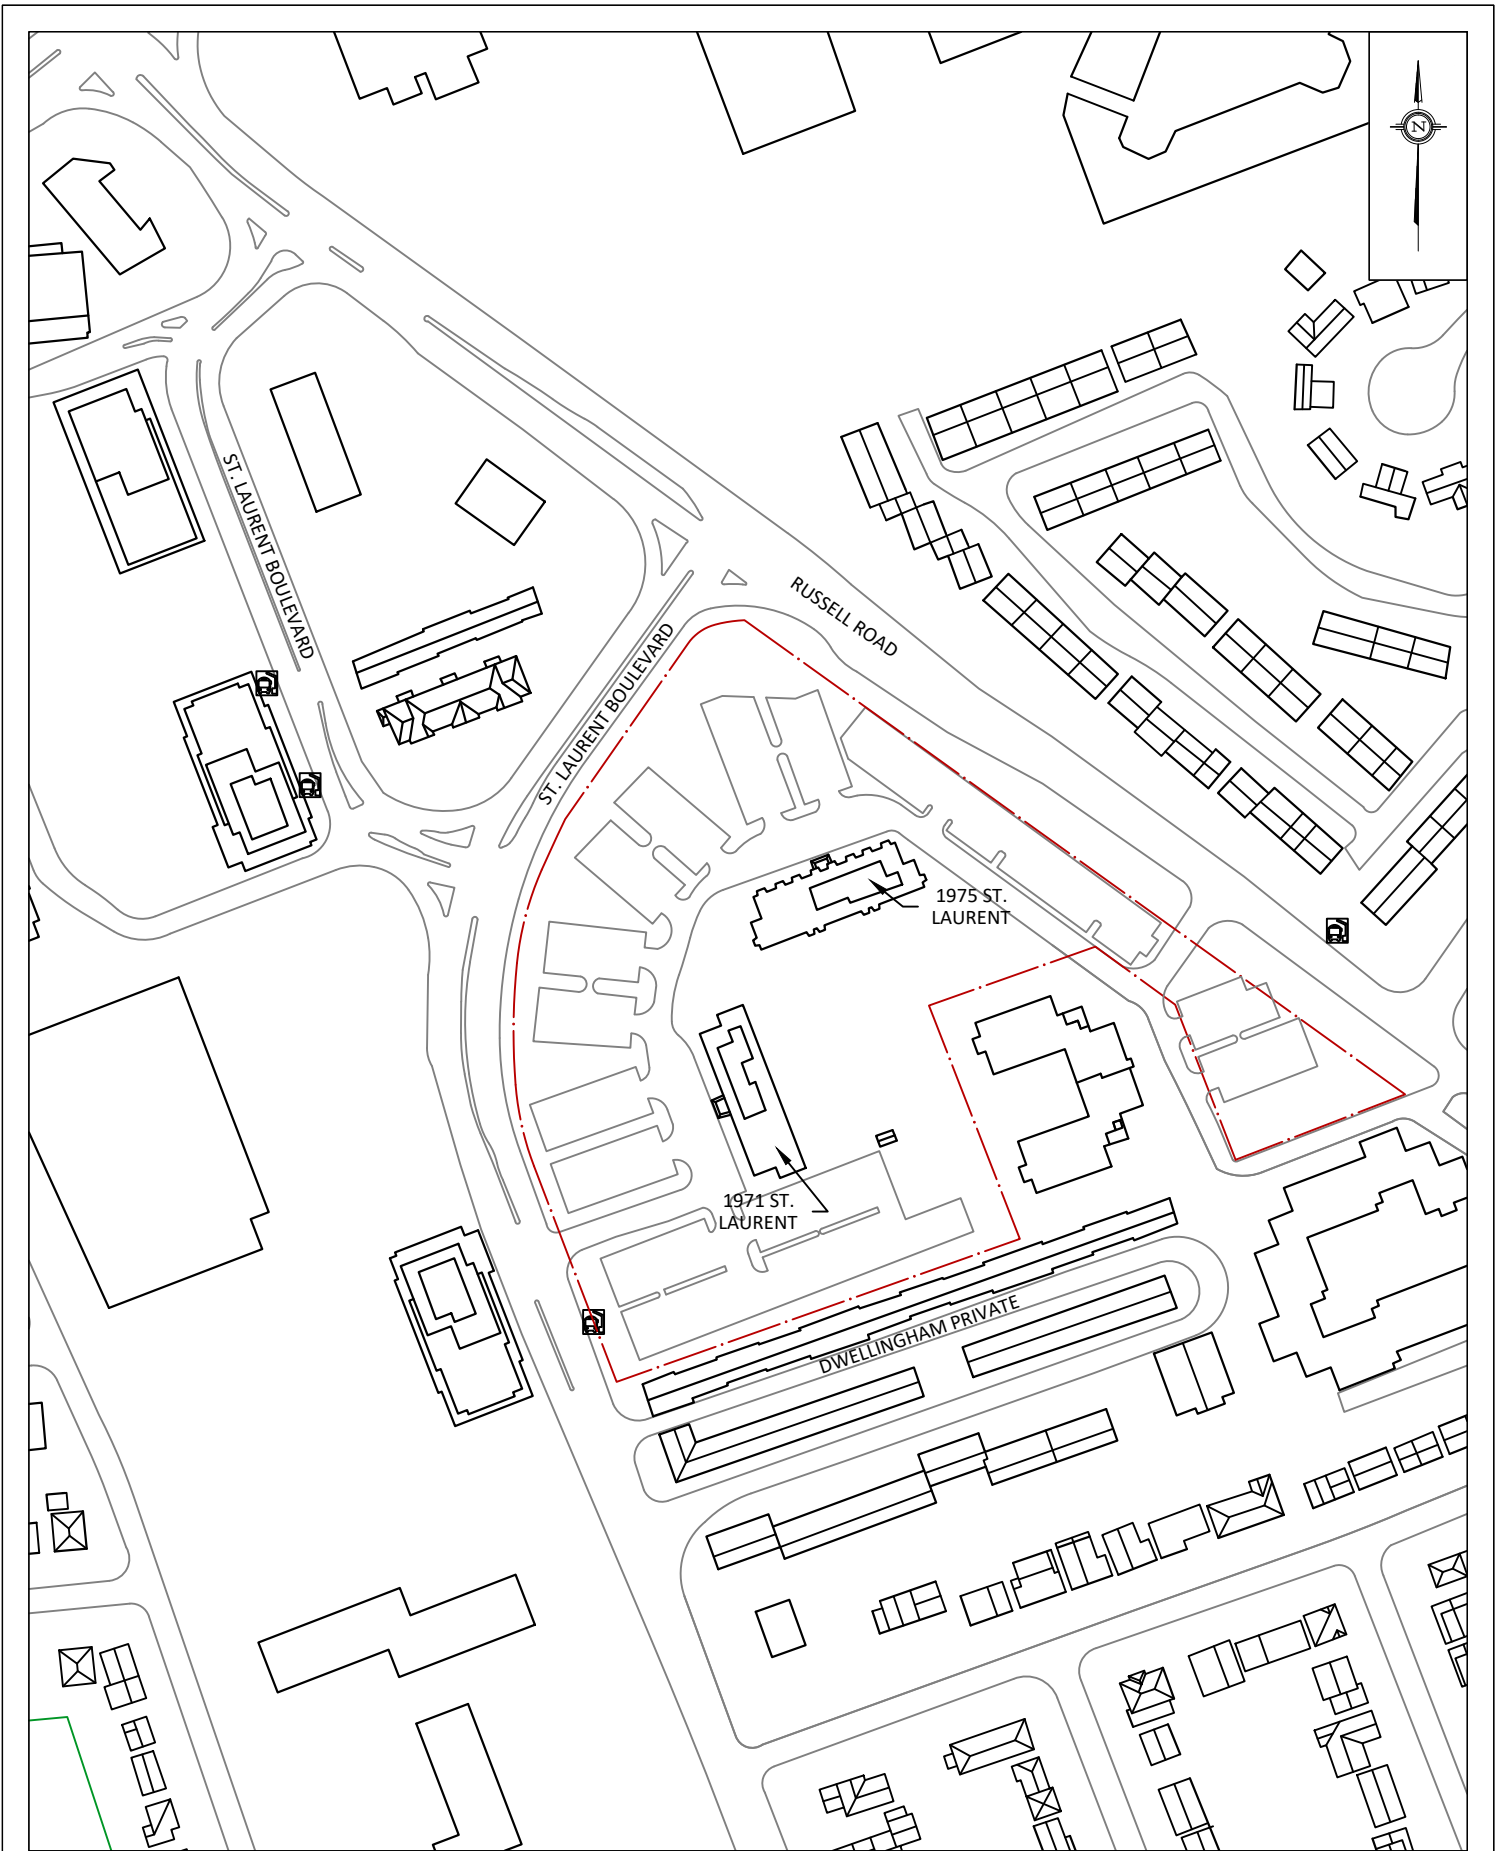 N
ST. LAURENT BOULEVARD
RUSSELL ROAD
ST. LAURENT BOULEVARD
1975 ST.
LAURENT
1971 ST.
LAURENT
DWELLINGHAM PRIVATE